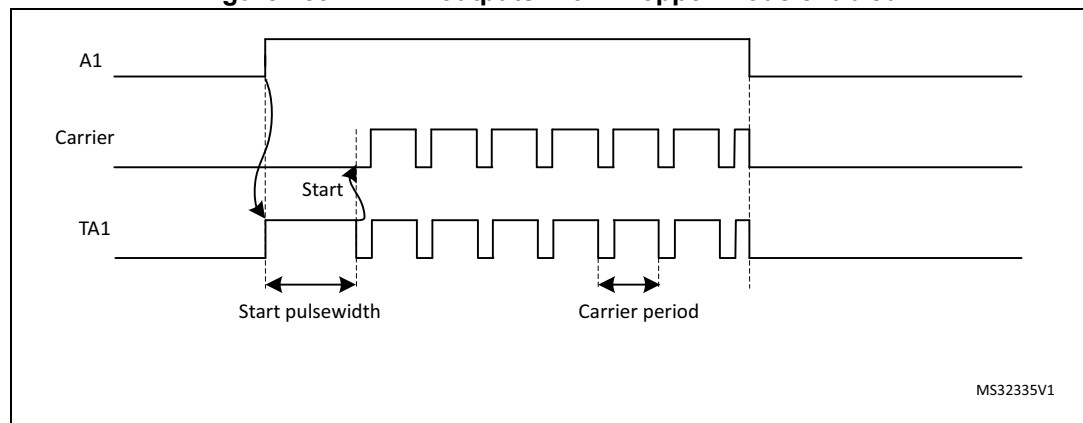 A1
Carrier
Start
TA1
Start pulsewidth
Carrier period
MS32335V1